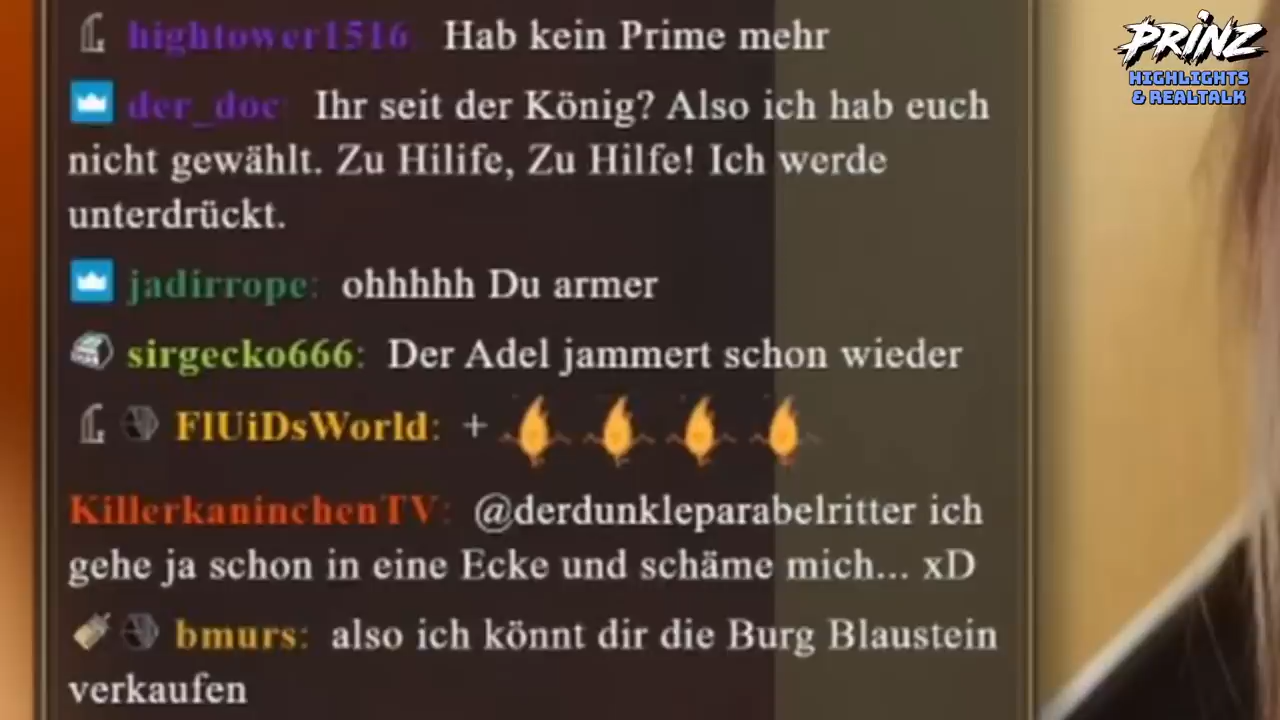 hightower1516: Hab kein Prime mehr
PRINZ
HIGHLIGHTS
& REALTALK
der_doc: Ihr seit der König? Also ich hab euch
nicht gewählt. Zu Hilife, Zu Hilfe! Ich werde
unterdrückt.
jadirrope: ohhhhh Du armer
sirgecko666: Der Adel jammert schon wieder
FlUiDsWorld: +
KillerkaninchenTV: @derdunkleparabelritter ich
gehe ja schon in eine Ecke und schäme mich... xD
bmurs: also ich könnt dir die Burg Blaustein
verkaufen